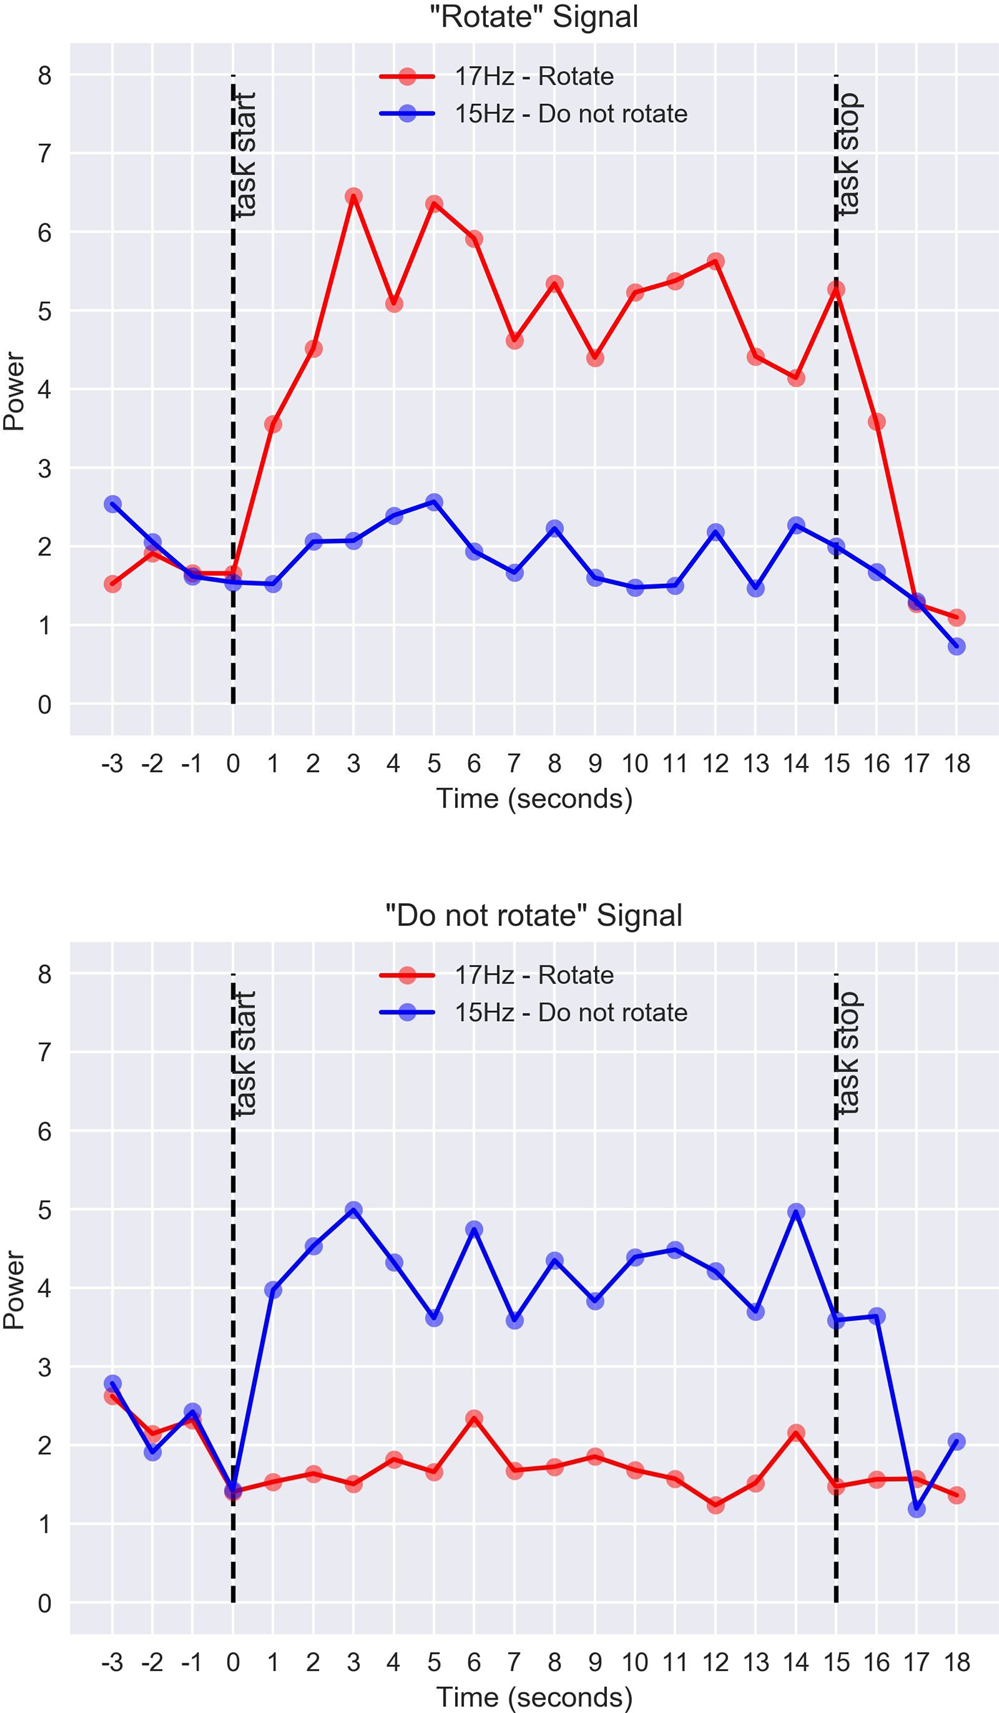 "Rotate" Signal
17Hz - Rotate
15Hz - Do not rotate
task start
task stop
8
7
6
5
4
3
2
1
0
Power
-3 -2 -1 0 1 2 3 4 5 6 7 8 9 10 11 12 13 14 15 16 17 18
Time (seconds)
"Do not rotate" Signal
17Hz - Rotate
15Hz - Do not rotate
task start
task stop
8
7
6
5
4
3
2
1
0
Power
-3 -2 -1 0 1 2 3 4 5 6 7 8 9 10 11 12 13 14 15 16 17 18
Time (seconds)